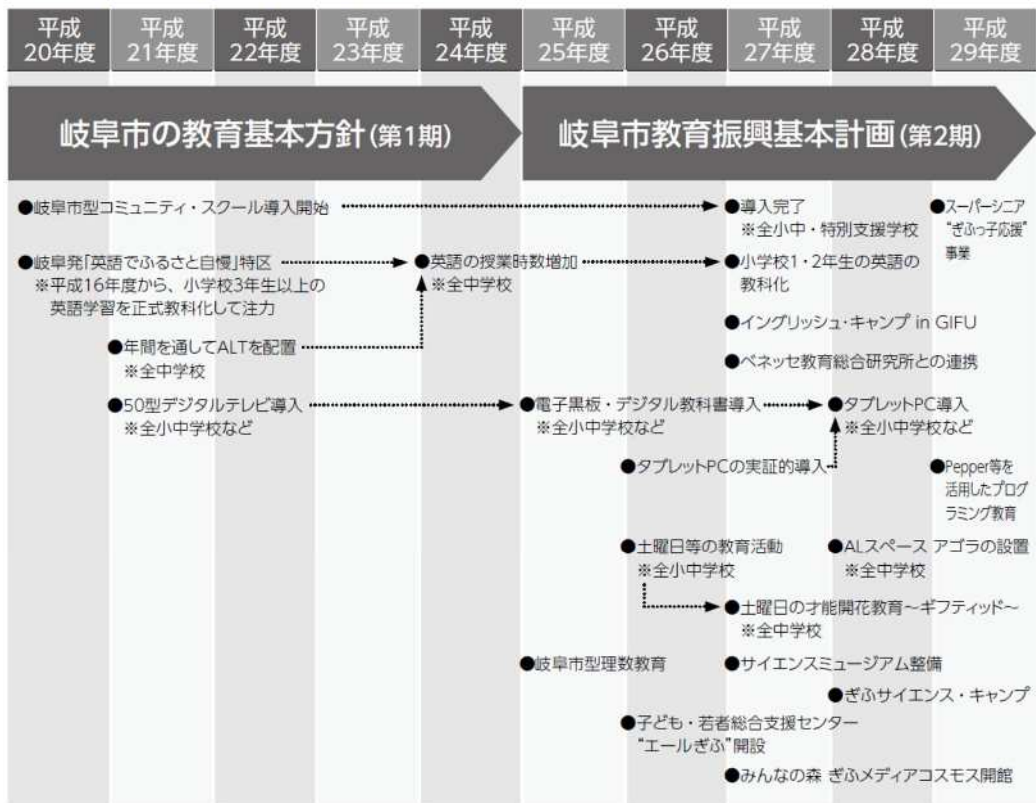 平成 平成 平成 平成 平成 平成 平成 平成 平成 平成
20年度 21年度 22年度 23年度 24年度 25年度 26年度 27年度 28年度 29年度
岐阜市の教育基本方針(第1期)
岐阜市教育振興基本計画(第2期)
●岐阜市型コミュニティ・スクール導入開始
●導入完了
※全小中・特別支援学校
●スーパーシニア
“ぎふっ子応援”
事業
●岐阜発「英語でふるさと自慢」特区
※平成16年度から、小学校3年生以上の
英語学習を正式教科化して注力
●英語の授業時数増加
※全中学校
●小学校1・2年生の英語の
教科化
●イングリッシュ・キャンプ in GIFU
●年間を通してALTを配置
※全中学校
●ベネッセ教育総合研究所との連携
●50型デジタルテレビ導入
※全小中学校など
●電子黒板・デジタル教科書導入
※全小中学校など
●タブレットPC導入
※全小中学校など
●タブレットPCの実証的導入
●Pepper等を
活用したプログ
ラミング教育
●土曜日等の教育活動
※全小中学校
●ALスペース アゴラの設置
※全中学校
●土曜日の才能開花教育～ギフティッド～
※全中学校
●岐阜市型理数教育
●サイエンスミュージアム整備
●ぎふサイエンス・キャンプ
●子ども・若者総合支援センター
“エールぎふ”開設
●みんなの森 ぎふメディアコスモス開館